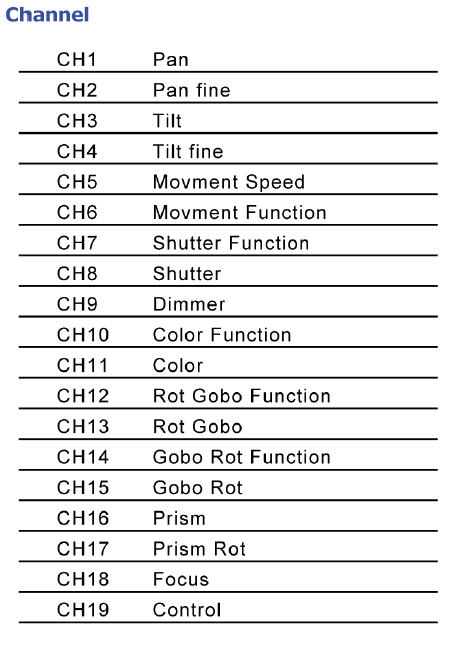 Channel
CH1 Pan
CH2 Pan fine
CH3 Tilt
CH4 Tilt fine
CH5 Movment Speed
CH6 Movment Function
CH7 Shutter Function
CH8 Shutter
CH9 Dimmer
CH10 Color Function
CH11 Color
CH12 Rot Gobo Function
CH13 Rot Gobo
CH14 Gobo Rot Function
CH15 Gobo Rot
CH16 Prism
CH17 Prism Rot
CH18 Focus
CH19 Control